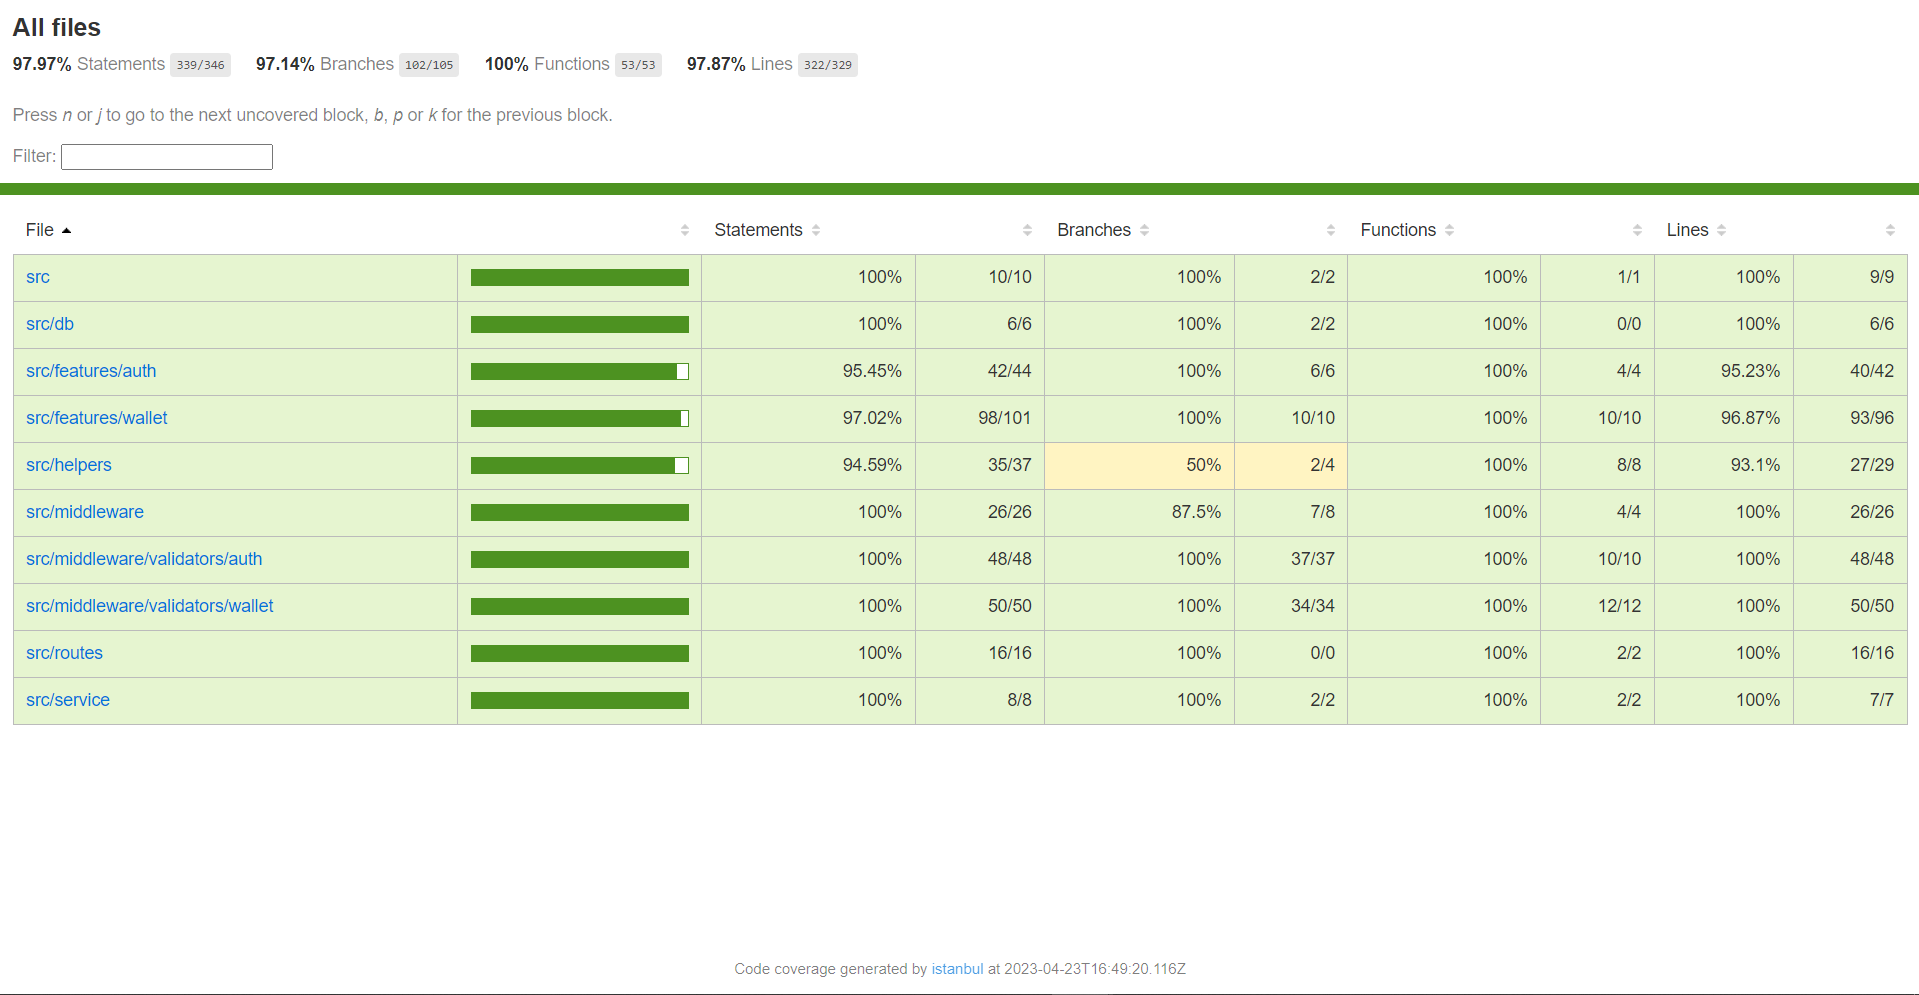 All files
97.97% Statements 339/346 97.14% Branches 102/105 100% Functions 53/53 97.87% Lines 322/329
Press n or j to go to the next uncovered block, b, p or k for the previous block.
Filter:
File Statements Branches Functions Lines
src 100% 10/10 100% 2/2 100% 1/1 100% 9/9
src/db 100% 6/6 100% 2/2 100% 0/0 100% 6/6
src/features/auth 95.45% 42/44 100% 6/6 100% 4/4 95.23% 40/42
src/features/wallet 97.02% 98/101 100% 10/10 100% 10/10 96.87% 93/96
src/helpers 94.59% 35/37 50% 2/4 100% 8/8 93.1% 27/29
src/middleware 100% 26/26 87.5% 7/8 100% 4/4 100% 26/26
src/middleware/validators/auth 100% 48/48 100% 37/37 100% 10/10 100% 48/48
src/middleware/validators/wallet 100% 50/50 100% 34/34 100% 12/12 100% 50/50
src/routes 100% 16/16 100% 0/0 100% 2/2 100% 16/16
src/service 100% 8/8 100% 2/2 100% 2/2 100% 7/7
Code coverage generated by istanbul at 2023-04-23T16:49:20.116Z